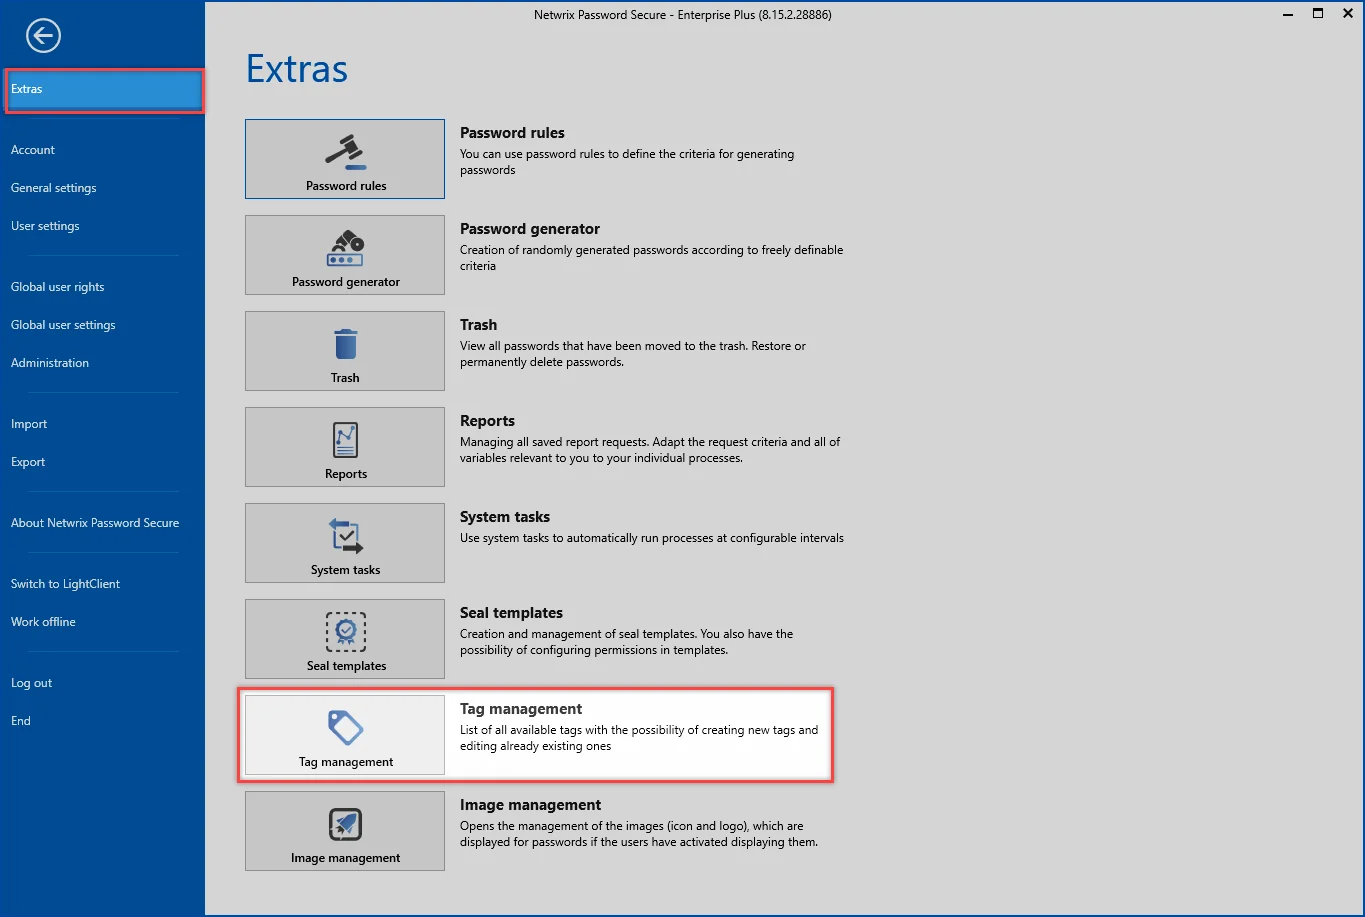 Netwrix Password Secure - Enterprise Plus (8.15.2.28886)
Extras
Account
General settings
User settings
Global user rights
Global user settings
Administration
Import
Export
About Netwrix Password Secure
Switch to LightClient
Work offline
Log out
End
Extras
Password rules
Password rules
You can use password rules to define the criteria for generating
passwords
Password generator
Password generator
Creation of randomly generated passwords according to freely definable
criteria
Trash
Trash
View all passwords that have been moved to the trash. Restore or
permanently delete passwords.
Reports
Reports
Managing all saved report requests. Adapt the request criteria and all of
variables relevant to you to your individual processes.
System tasks
System tasks
Use system tasks to automatically run processes at configurable intervals
Seal templates
Seal templates
Creation and management of seal templates. You also have the
possibility of configuring permissions in templates.
Tag management
Tag management
List of all available tags with the possibility of creating new tags and
editing already existing ones
Image management
Image management
Opens the management of the images (icon and logo), which are
displayed for passwords if the users have activated displaying them.